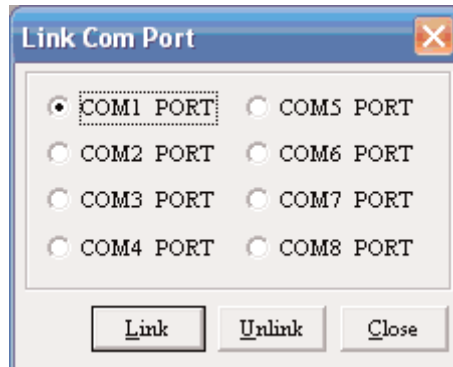 Link Com Port
COM1 PORT COM5 PORT
COM2 PORT COM6 PORT
COM3 PORT COM7 PORT
COM4 PORT COM8 PORT
Link Unlink Close